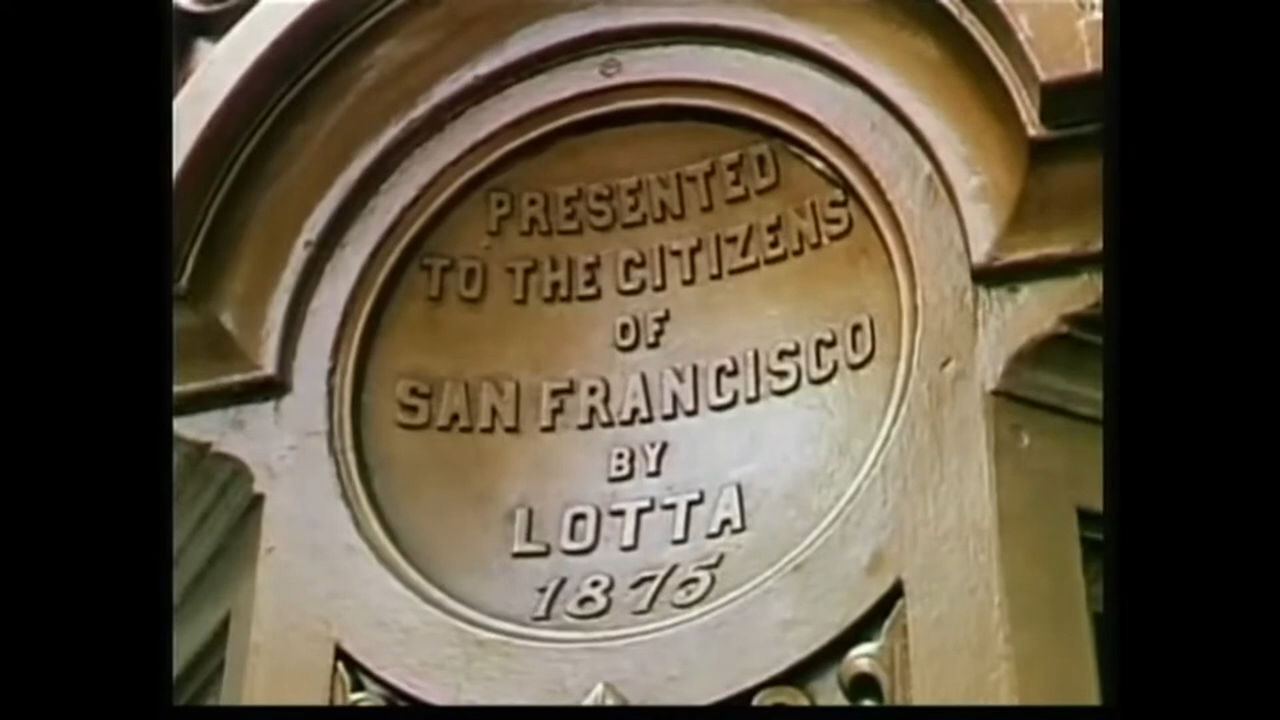 PRESENTED
TO THE CITIZENS
OF
SAN FRANCISCO
BY
LOTTA
1875